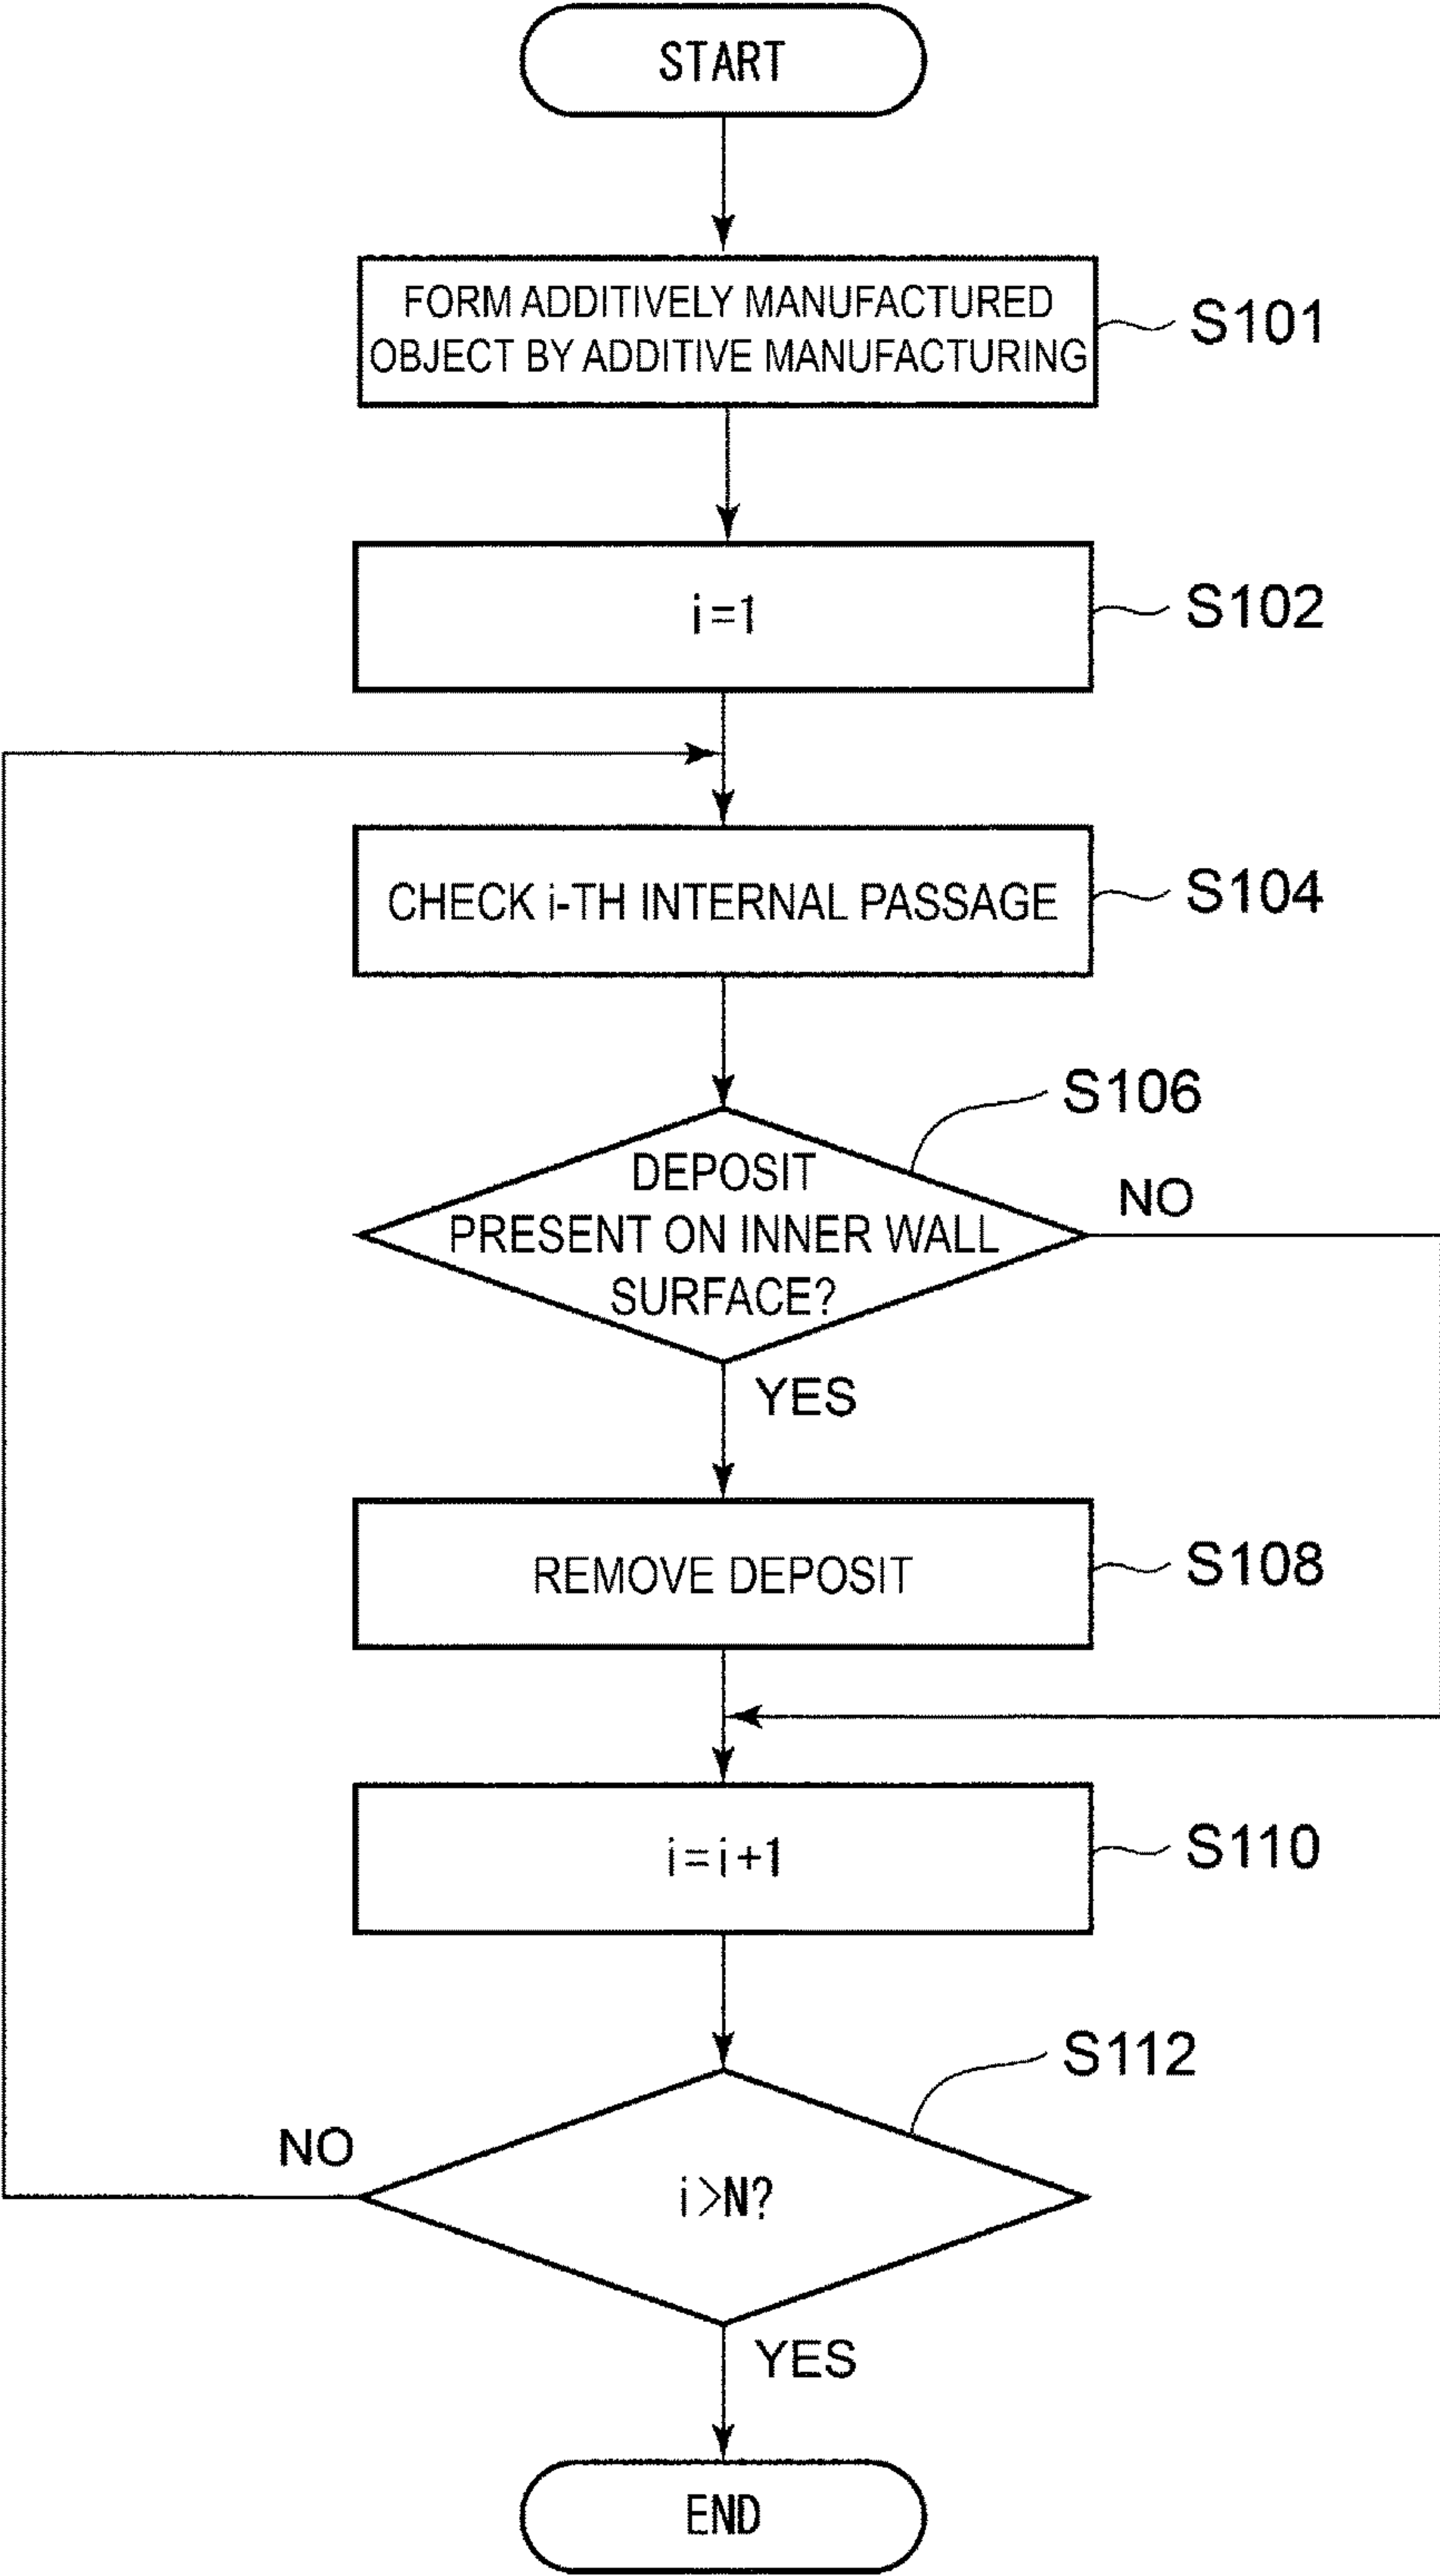 START
FORM ADDITIVELY MANUFACTURED
OBJECT BY ADDITIVE MANUFACTURING
S101
i=1
S102
CHECK i-TH INTERNAL PASSAGE
S104
S106
DEPOSIT
PRESENT ON INNER WALL
SURFACE?
NO
YES
REMOVE DEPOSIT
S108
i=i+1
S110
S112
NO
i>N?
YES
END